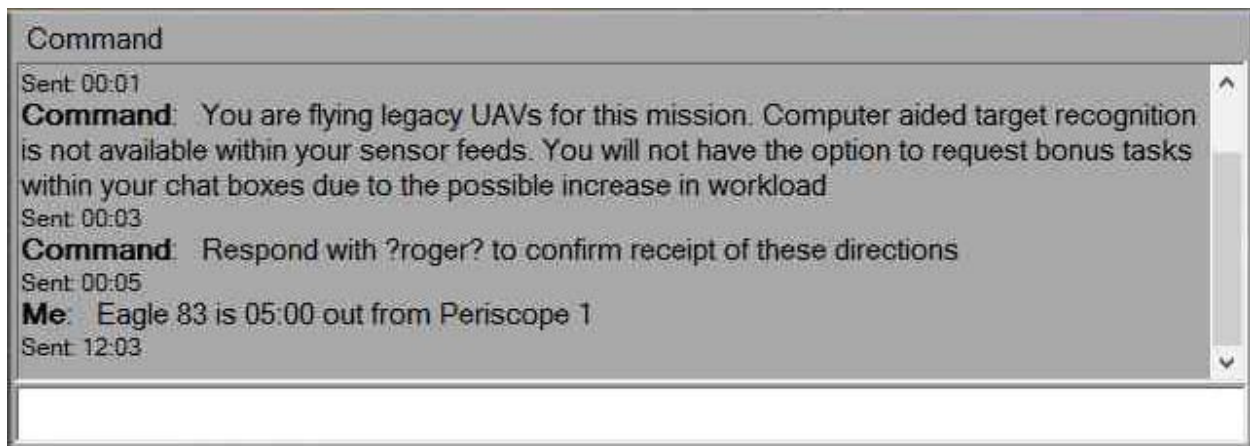 Command
Sent: 00:01
Command:   You are flying legacy UAVs for this mission. Computer aided target recognition
is not available within your sensor feeds. You will not have the option to request bonus tasks
within your chat boxes due to the possible increase in workload
Sent: 00:03
Command:   Respond with ?roger? to confirm receipt of these directions
Sent: 00:05
Me:   Eagle 83 is 05:00 out from Periscope 1
Sent: 12:03